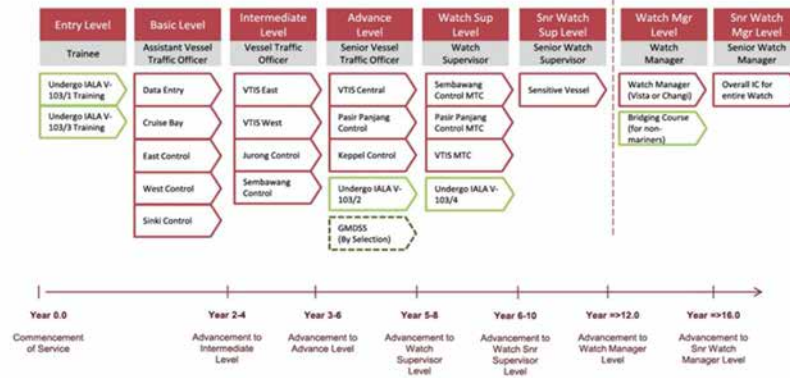 Entry Level
Trainee
Undergo IALA V-
103/1 Training
Undergo IALA V-
103/3 Training
Basic Level
Assistant Vessel
Traffic Officer
Data Entry
Cruise Bay
East Control
West Control
Sinki Control
Intermediate
Level
Vessel Traffic
Officer
VTIS East
VTIS West
Jurong Control
Sembawang
Control
Advance
Level
Senior Vessel
Traffic Officer
VTIS Central
Pasir Panjang
Control
Keppel Control
Undergo IALA V-
103/2
GMDSS
(By Selection)
Watch Sup
Level
Watch
Supervisor
Sembawang
Control MTC
Pasir Panjang
Control MTC
VTIS MTC
Undergo IALA V-
103/4
Snr Watch
Sup Level
Senior Watch
Supervisor
Sensitive Vessel
Watch Mgr
Level
Watch
Manager
Watch Manager
(Vista or Changi)
Bridging Course
(for non-
mariners)
Snr Watch
Mgr Level
Senior Watch
Manager
Overall IC for
entire Watch
Year 0.0
Commencement
of Service
Year 2-4
Advancement to
Intermediate
Level
Year 3-6
Advancement to
Advance Level
Year 5-8
Advancement to
Watch
Supervisor
Level
Year 6-10
Advancement to
Watch Snr
Supervisor
Level
Year =>12.0
Advancement to
Watch Manager
Level
Year =>16.0
Advancement to
Snr Watch
Manager Level